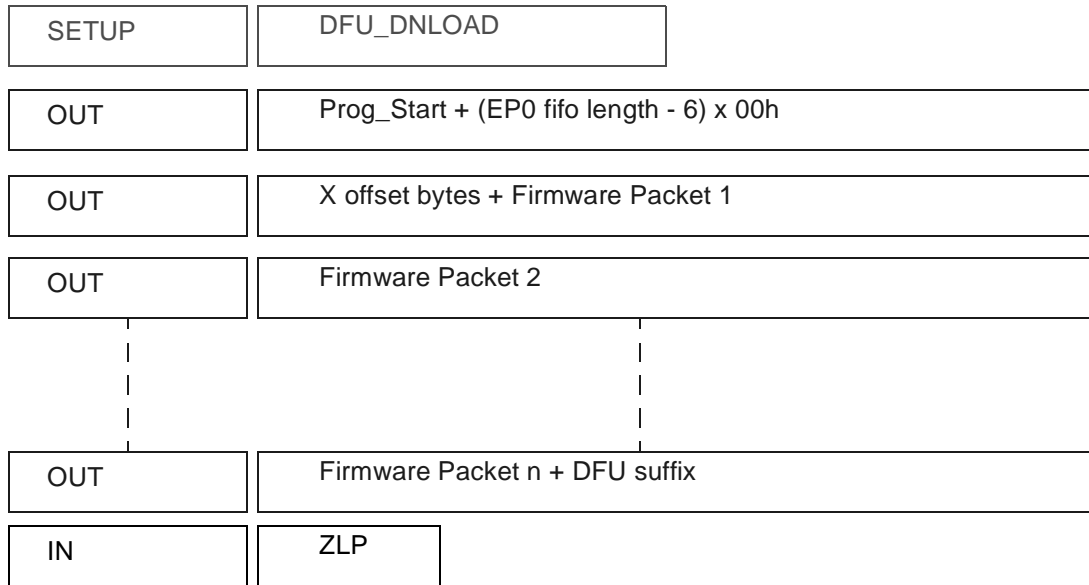 SETUP DFU_DNLOAD
OUT Prog_Start + (EP0 fifo length - 6) x 00h
OUT X offset bytes + Firmware Packet 1
OUT Firmware Packet 2
OUT Firmware Packet n + DFU suffix
IN ZLP